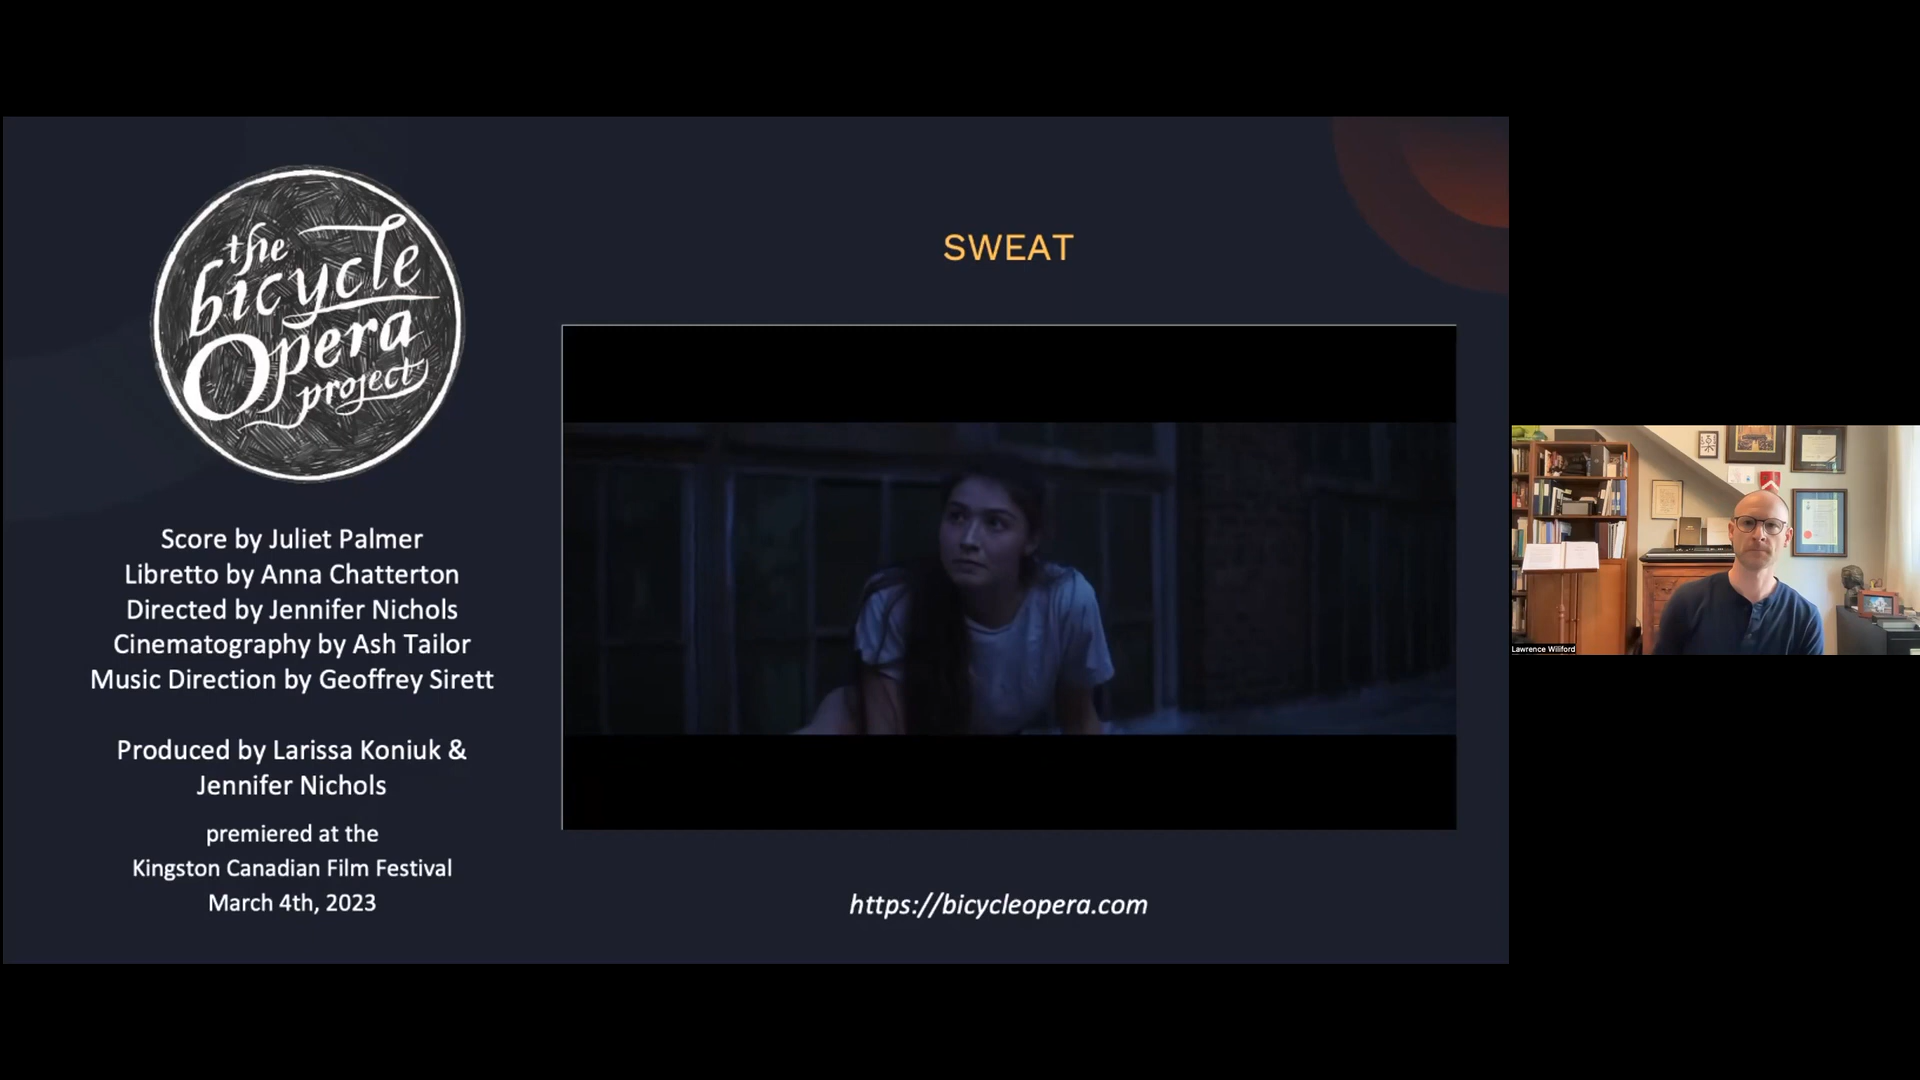 the
bicycle
Opera
project
SWEAT
Score by Juliet Palmer
Libretto by Anna Chatterton
Directed by Jennifer Nichols
Cinematography by Ash Tailor
Music Direction by Geoffrey Sirett
Produced by Larissa Koniuk &
Jennifer Nichols
premiered at the
Kingston Canadian Film Festival
March 4th, 2023
https://bicycleopera.com
Lawrence Wiliford